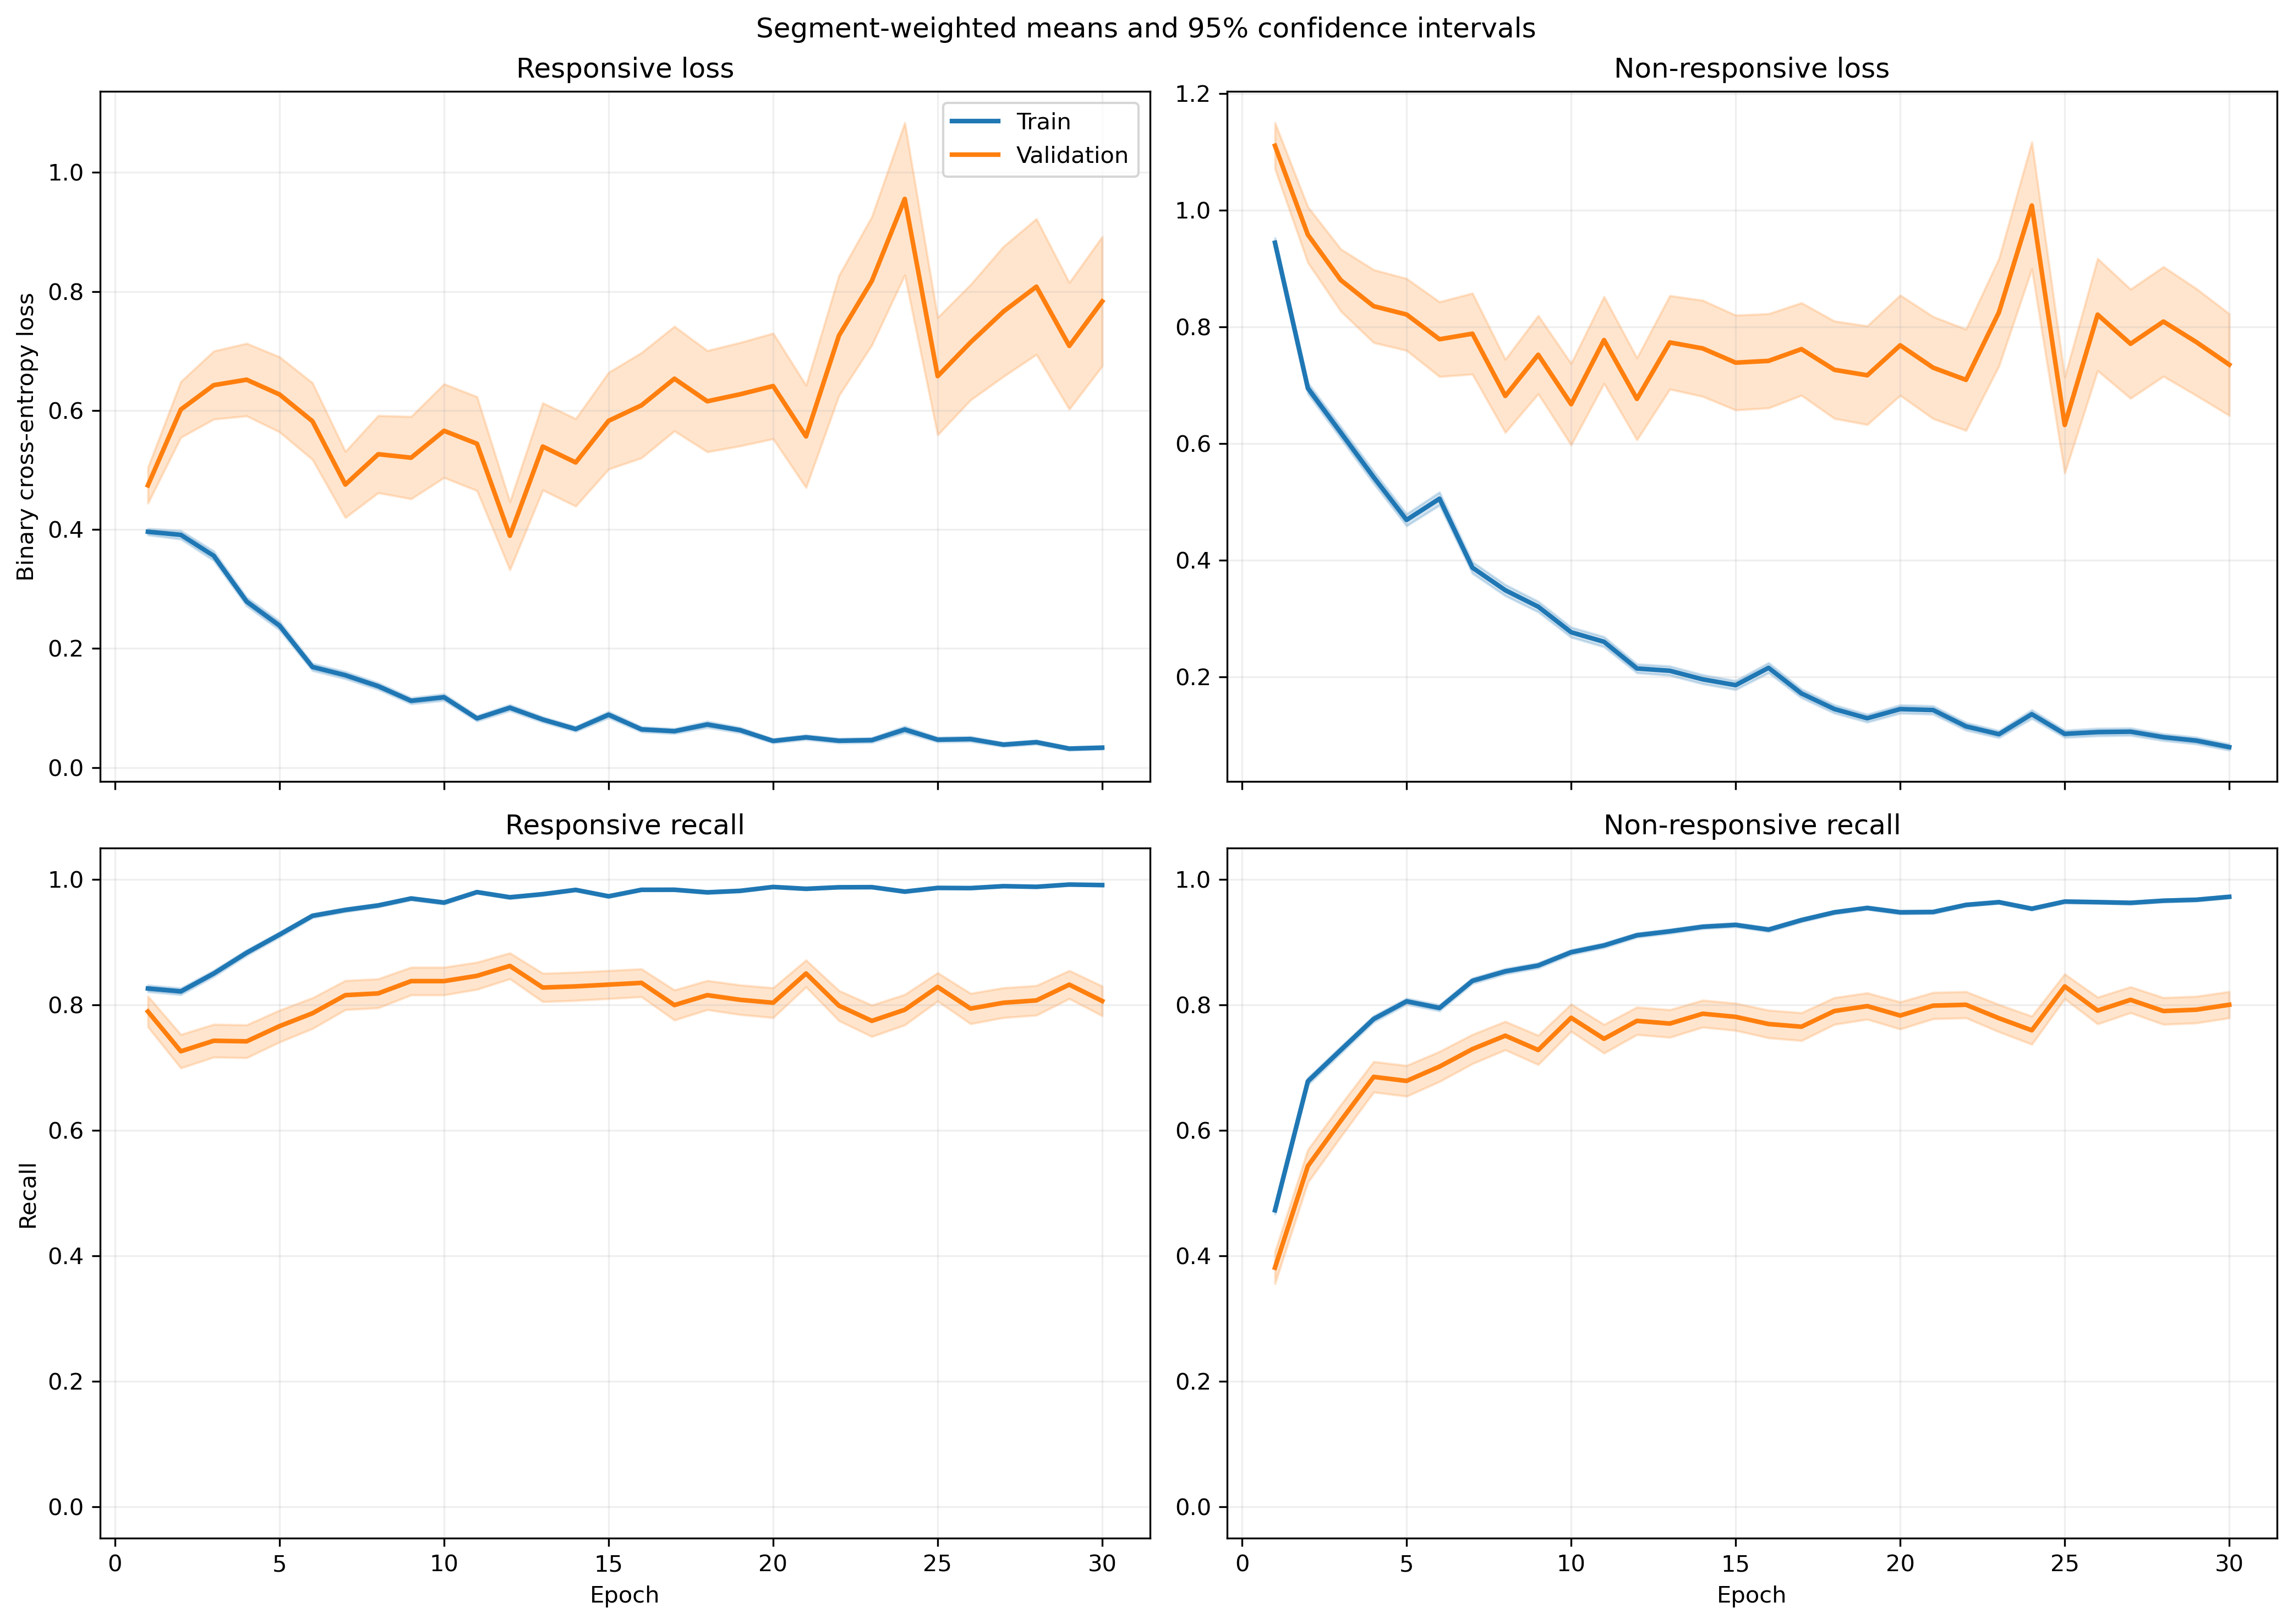 Segment-weighted means and 95% confidence intervals
Responsive loss
Non-responsive loss
Train
Validation
Binary cross-entropy loss
1.0
0.8
0.6
0.4
0.2
0.0
1.2
1.0
0.8
0.6
0.4
0.2
Responsive recall
Non-responsive recall
Recall
1.0
0.8
0.6
0.4
0.2
0.0
0 5 10 15 20 25 30
Epoch
1.0
0.8
0.6
0.4
0.2
0.0
0 5 10 15 20 25 30
Epoch